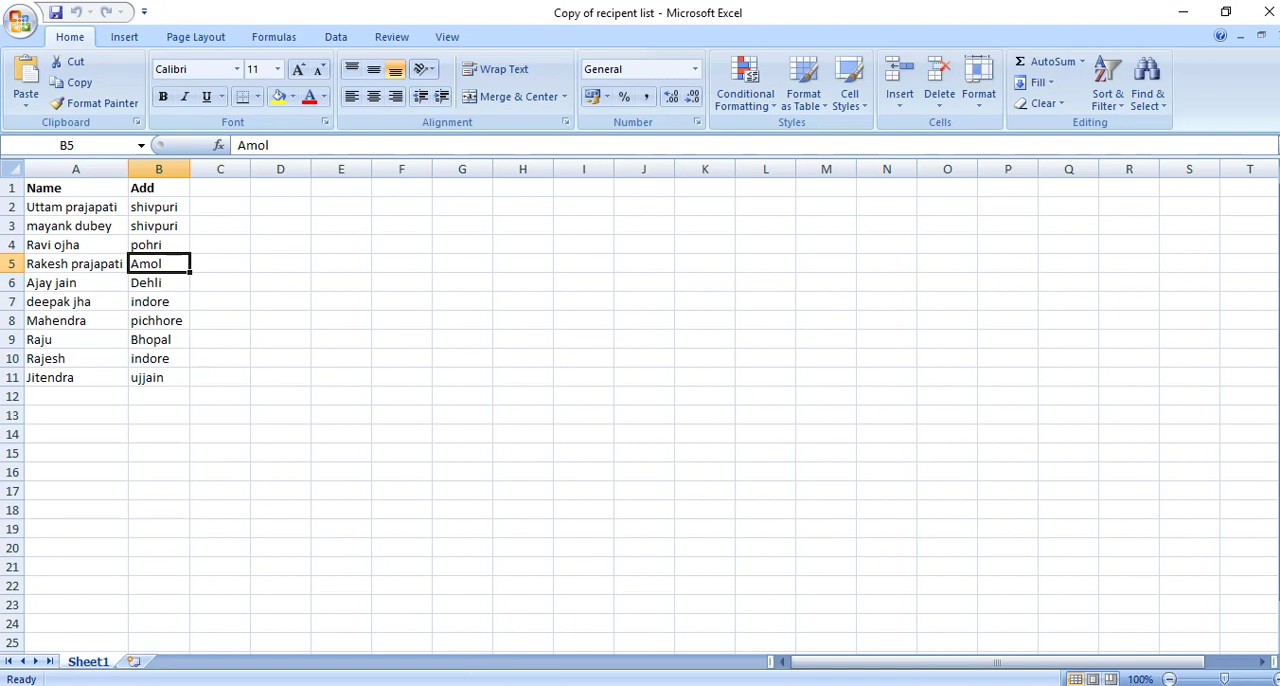 Copy of recipent list - Microsoft Excel
Home Insert Page Layout Formulas Data Review View
Paste Cut Copy Format Painter
Clipboard
Calibri 11 A A
B I U A
Font
Wrap Text
Merge & Center
Alignment
General
% ,
Number
Conditional Formatting Format as Table Cell Styles
Styles
Insert Delete Format
Cells
Σ AutoSum
Fill
Clear
Sort & Filter Find & Select
Editing
B5 fx Amol
A B C D E F G H I J K L M N O P Q R S T
1 Name Add
2 Uttam prajapati shivpuri
3 mayank dubey shivpuri
4 Ravi ojha pohri
5 Rakesh prajapati Amol
6 Ajay jain Dehli
7 deepak jha indore
8 Mahendra pichhore
9 Raju Bhopal
10 Rajesh indore
11 Jitendra ujjain
12
13
14
15
16
17
18
19
20
21
22
23
24
25
Sheet1
Ready 100%